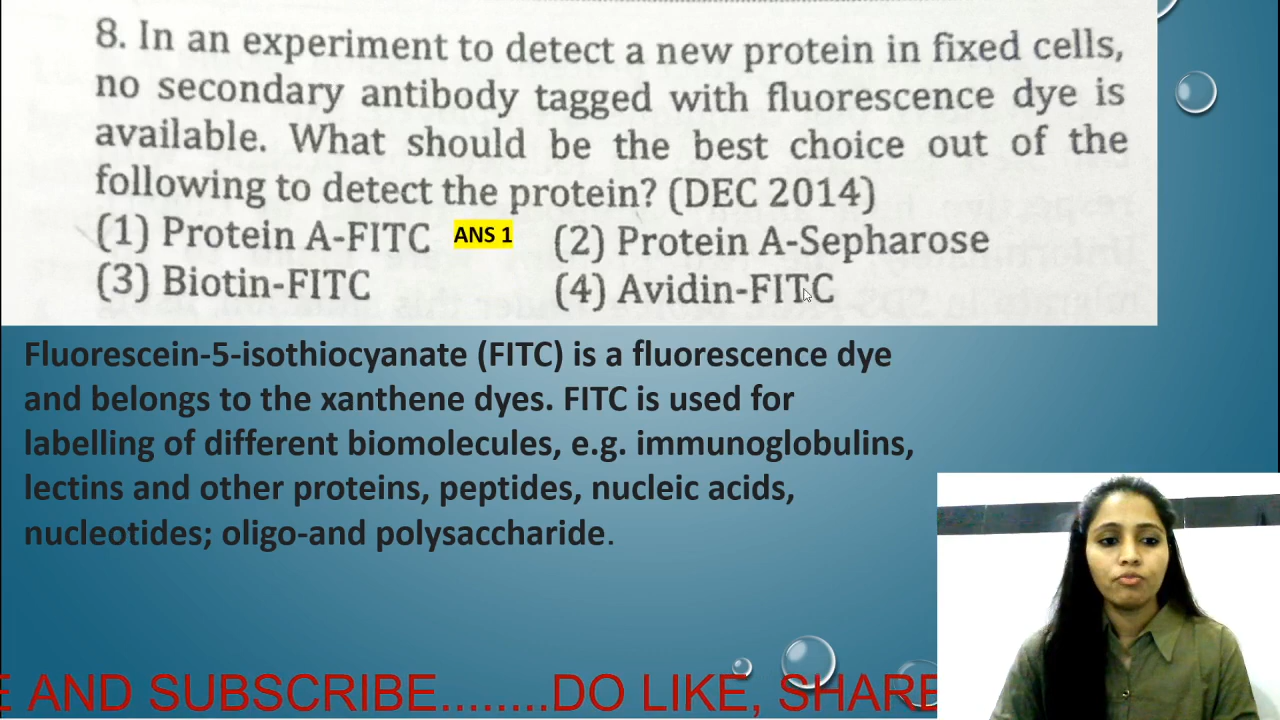 8. In an experiment to detect a new protein in fixed cells,
no secondary antibody tagged with fluorescence dye is
available. What should be the best choice out of the
following to detect the protein? (DEC 2014)
(1) Protein A-FITC ANS 1 (2) Protein A-Sepharose
(3) Biotin-FITC (4) Avidin-FITC
Fluorescein-5-isothiocyanate (FITC) is a fluorescence dye
and belongs to the xanthene dyes. FITC is used for
labelling of different biomolecules, e.g. immunoglobulins,
lectins and other proteins, peptides, nucleic acids,
nucleotides; oligo-and polysaccharide.
E AND SUBSCRIBE........DO LIKE, SHARE